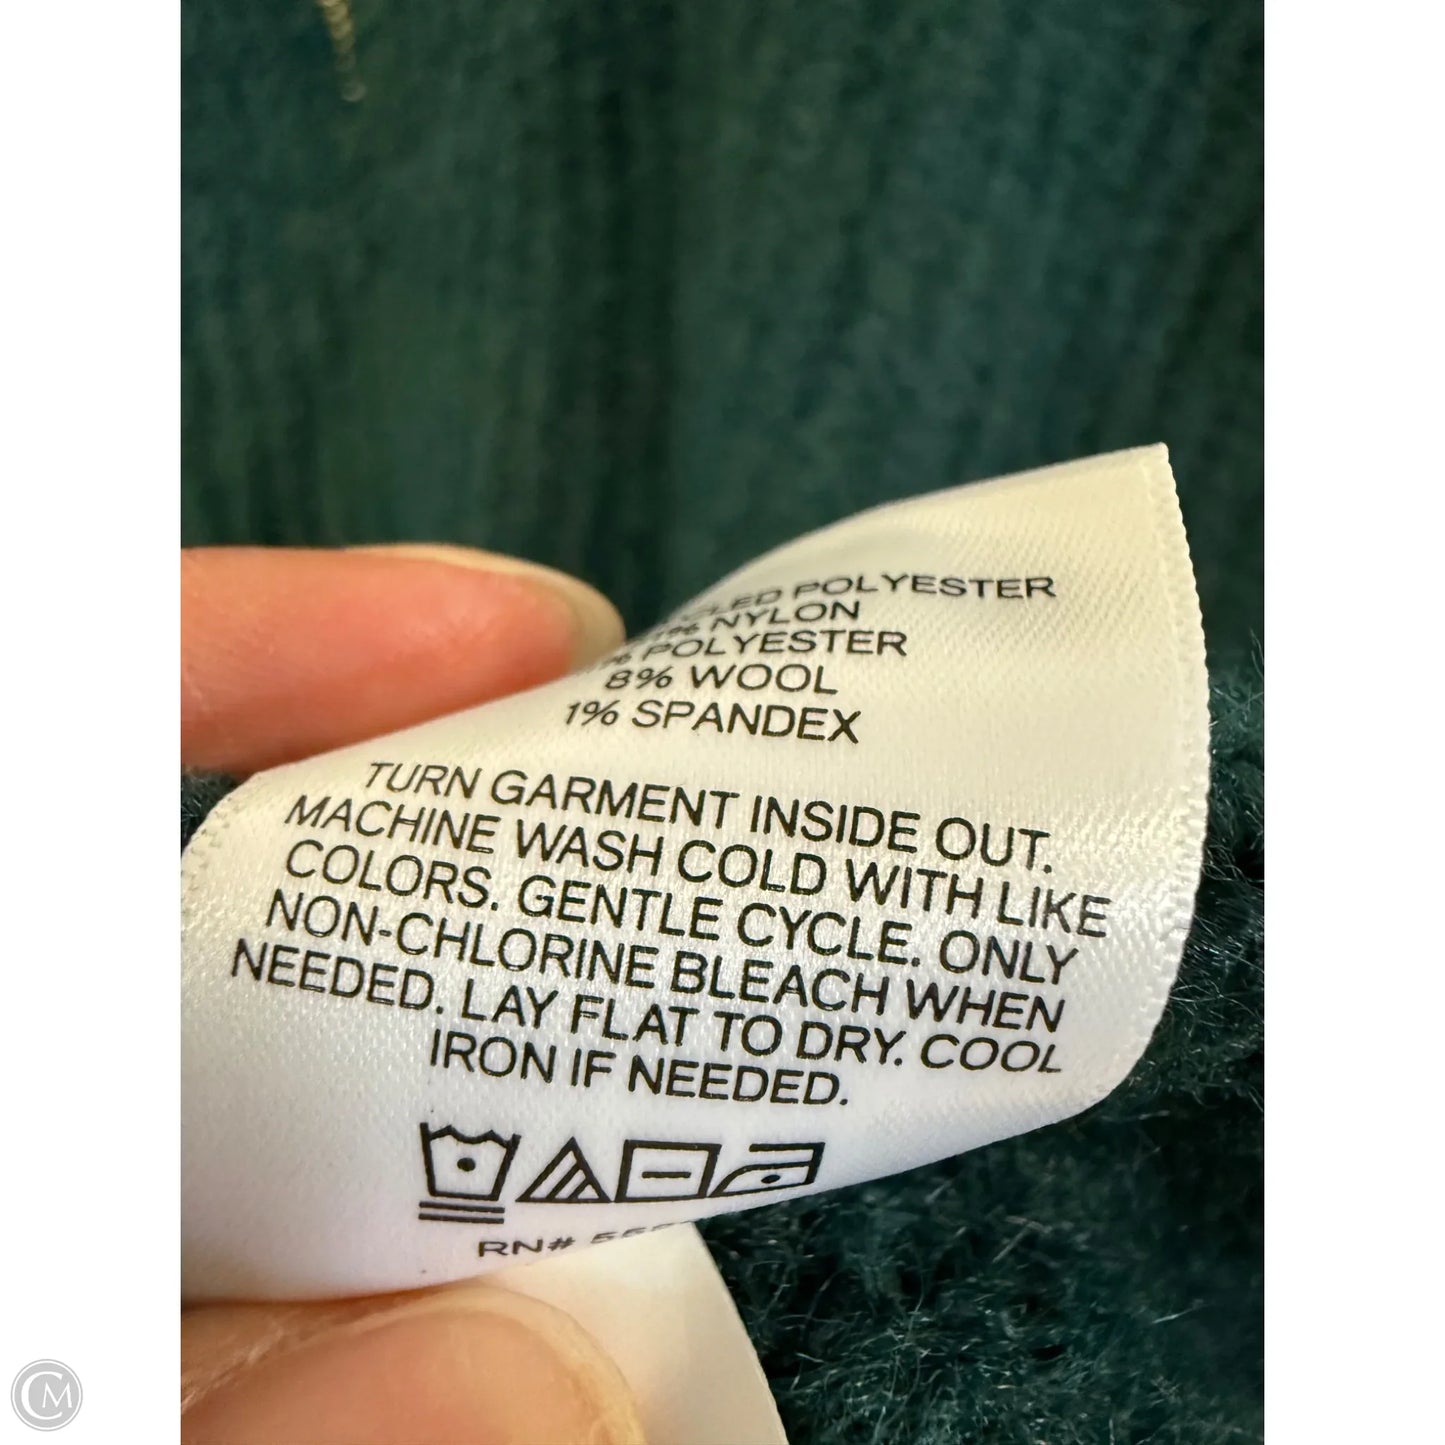 POLYESTER
NYLON
POLYESTER
8% WOOL
1% SPANDEX
TURN GARMENT INSIDE OUT.
MACHINE WASH COLD WITH LIKE
COLORS. GENTLE CYCLE. ONLY
NON-CHLORINE BLEACH WHEN
NEEDED. LAY FLAT TO DRY. COOL
IRON IF NEEDED.
RN#
CM